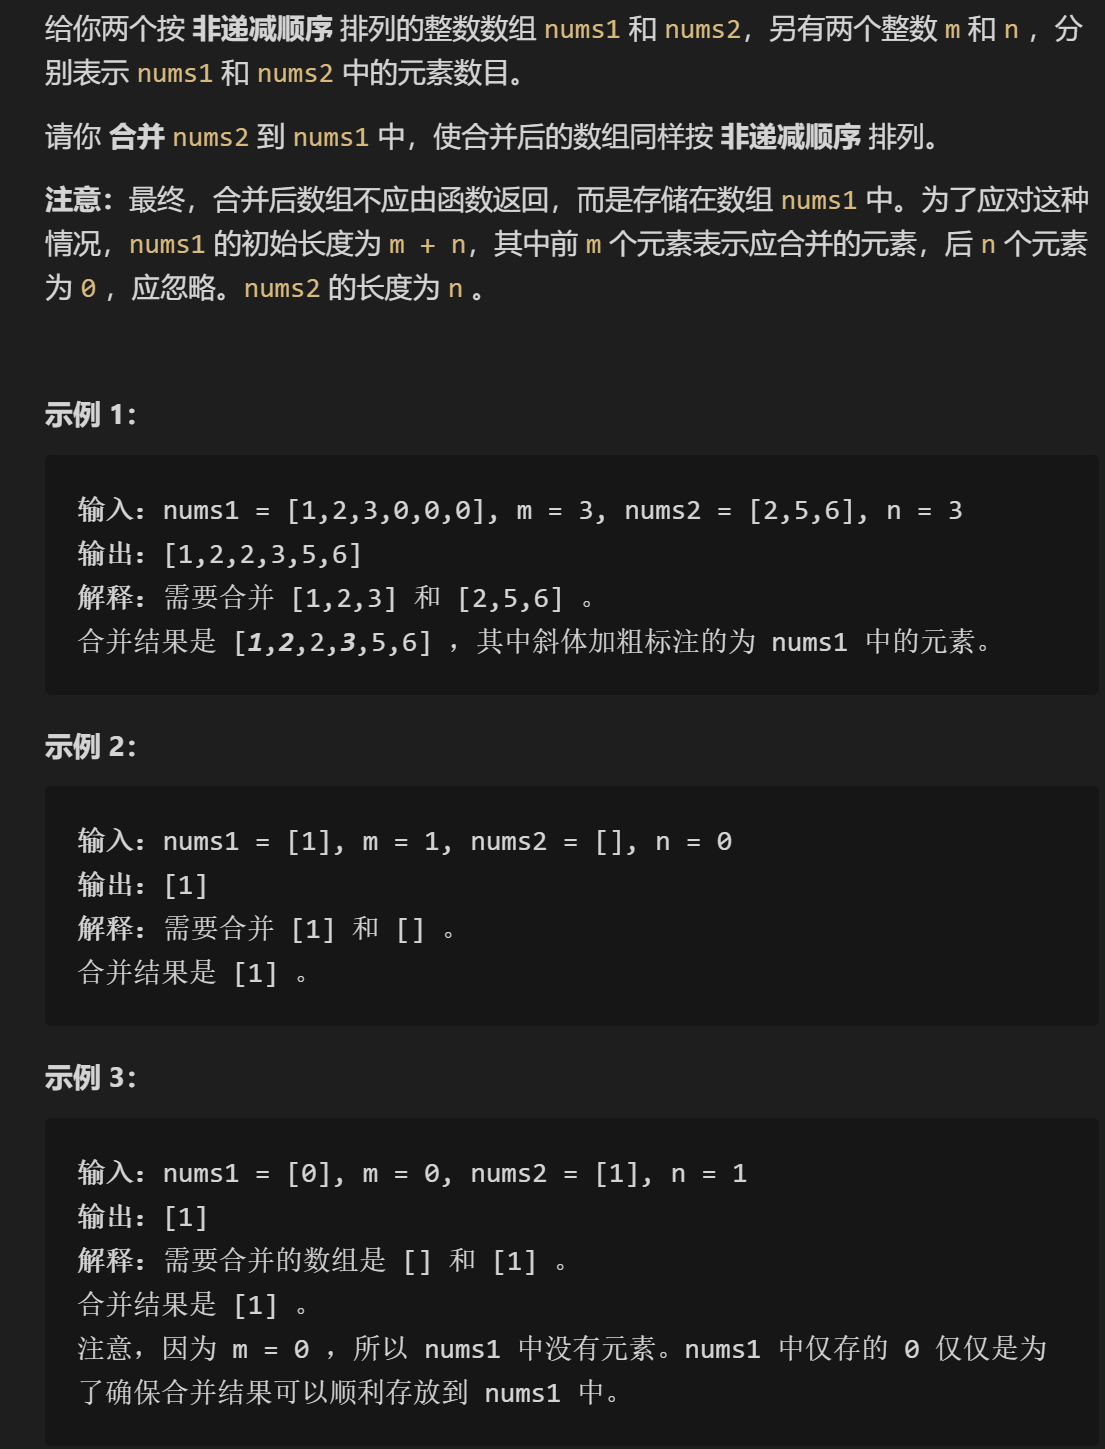 给你两个按 非递减顺序 排列的整数数组 nums1 和 nums2，另有两个整数 m 和 n ，分
别表示 nums1 和 nums2 中的元素数目。
请你 合并 nums2 到 nums1 中，使合并后的数组同样按 非递减顺序 排列。
注意：最终，合并后数组不应由函数返回，而是存储在数组 nums1 中。为了应对这种
情况，nums1 的初始长度为 m + n，其中前 m 个元素表示应合并的元素，后 n 个元素
为 0 ，应忽略。nums2 的长度为 n 。
示例 1：
输入：nums1 = [1,2,3,0,0,0], m = 3, nums2 = [2,5,6], n = 3
输出：[1,2,2,3,5,6]
解释：需要合并 [1,2,3] 和 [2,5,6] 。
合并结果是 [1,2,2,3,5,6] ，其中斜体加粗标注的为 nums1 中的元素。
示例 2：
输入：nums1 = [1], m = 1, nums2 = [], n = 0
输出：[1]
解释：需要合并 [1] 和 [] 。
合并结果是 [1] 。
示例 3：
输入：nums1 = [0], m = 0, nums2 = [1], n = 1
输出：[1]
解释：需要合并的数组是 [] 和 [1] 。
合并结果是 [1] 。
注意，因为 m = 0 ，所以 nums1 中没有元素。nums1 中仅存的 0 仅仅是为
了确保合并结果可以顺利存放到 nums1 中。